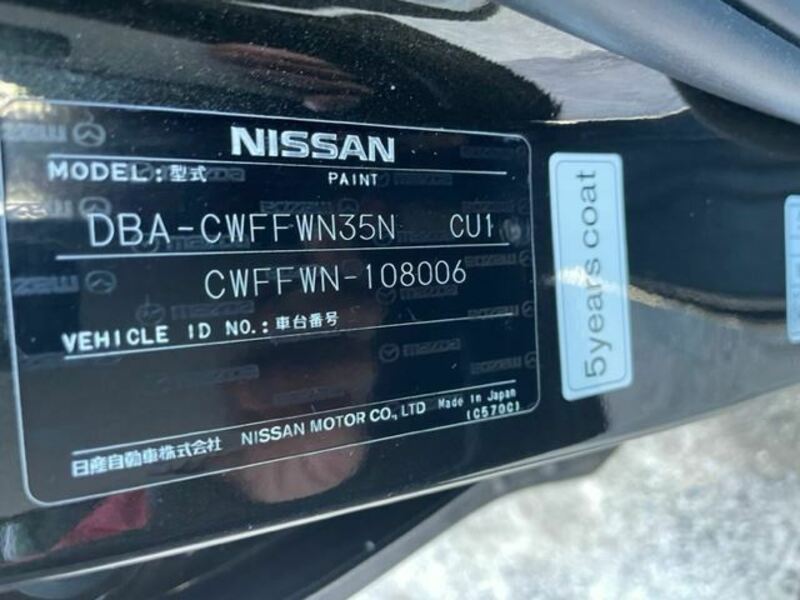 NISSAN
MODEL: 型式
PAINT
DBA-CWFFWN35N CU1
CWFFWN-108006
VEHICLE ID NO.: 車台番号
日産自動車株式会社 NISSAN MOTOR CO., LTD Made in Japan
(C570C)
5years coat
mazda